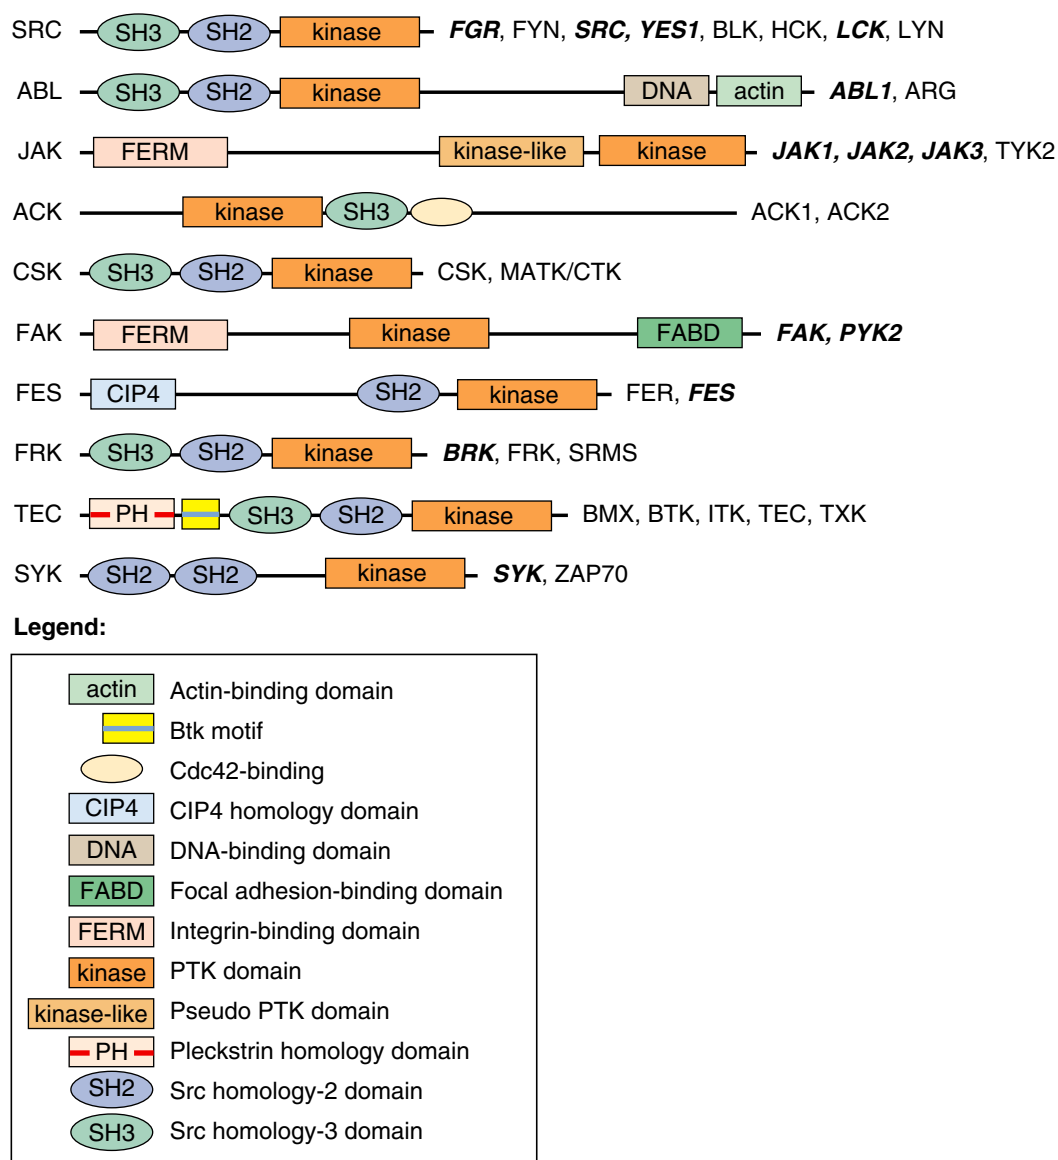 SRC SH3 SH2 kinase FGR, FYN, SRC, YES1, BLK, HCK, LCK, LYN
ABL SH3 SH2 kinase DNA actin ABL1, ARG
JAK FERM kinase-like kinase JAK1, JAK2, JAK3, TYK2
ACK kinase SH3 ACK1, ACK2
CSK SH3 SH2 kinase CSK, MATK/CTK
FAK FERM kinase FABD FAK, PYK2
FES CIP4 SH2 kinase FER, FES
FRK SH3 SH2 kinase BRK, FRK, SRMS
TEC PH SH3 SH2 kinase BMX, BTK, ITK, TEC, TXK
SYK SH2 SH2 kinase SYK, ZAP70
Legend:
actin Actin-binding domain
Btk motif
Cdc42-binding
CIP4 CIP4 homology domain
DNA DNA-binding domain
FABD Focal adhesion-binding domain
FERM Integrin-binding domain
kinase PTK domain
kinase-like Pseudo PTK domain
PH Pleckstrin homology domain
SH2 Src homology-2 domain
SH3 Src homology-3 domain